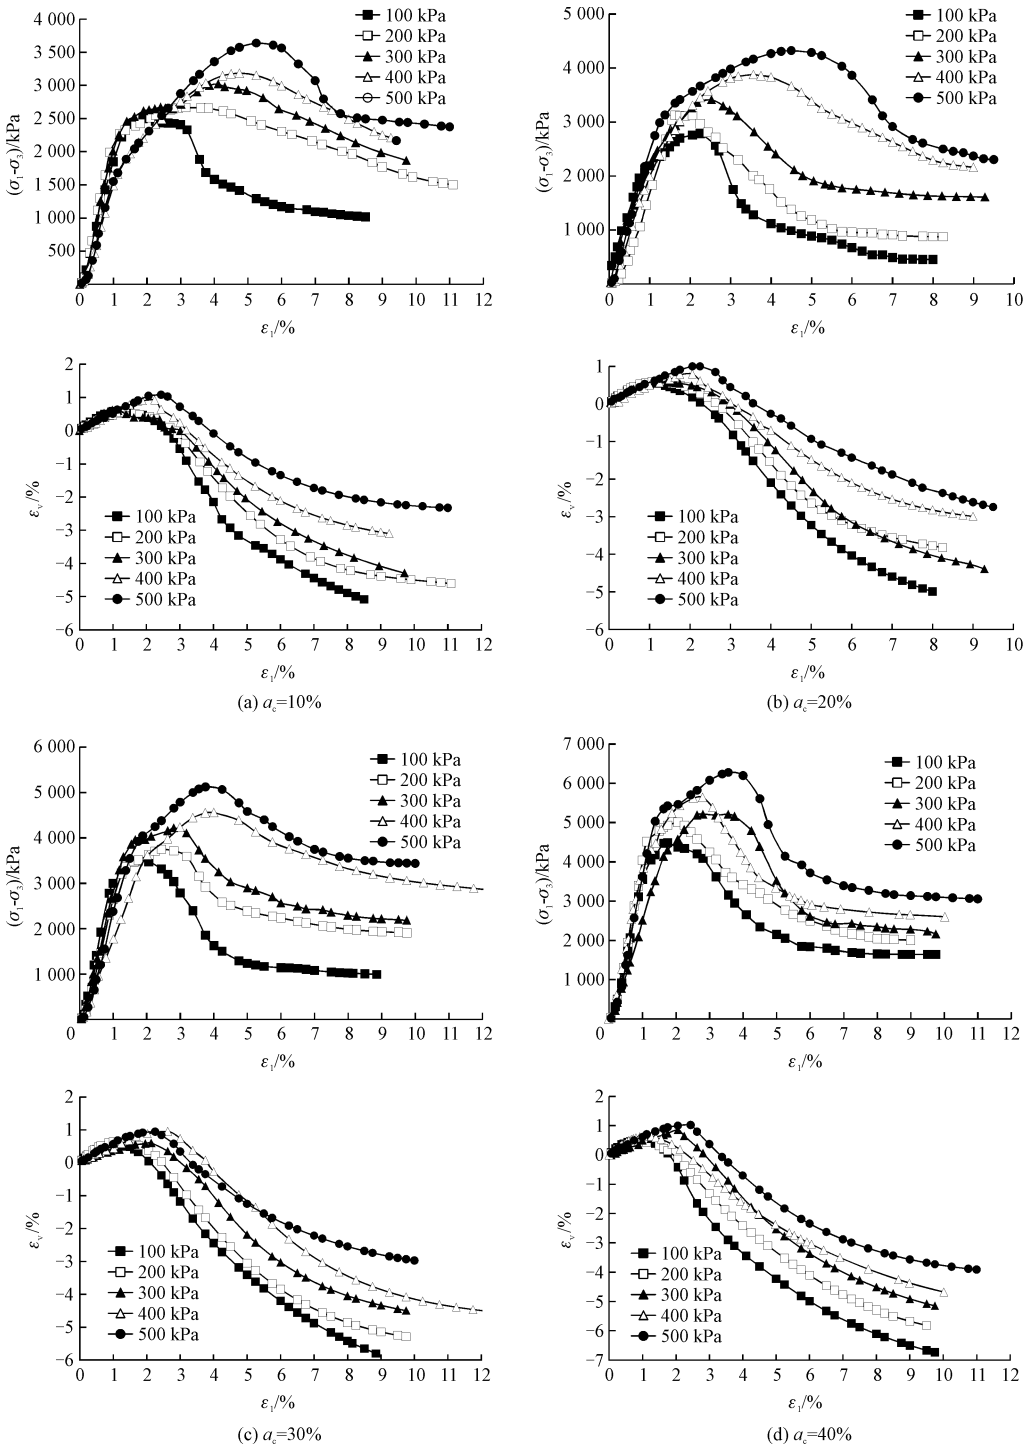 4 000
3 500
3 000
2 500
2 000
1 500
1 000
500
0 1 2 3 4 5 6 7 8 9 10 11 12
(σ1-σ3)/kPa
ε1/%
100 kPa
200 kPa
300 kPa
400 kPa
500 kPa
5 000
4 000
3 000
2 000
1 000
0 1 2 3 4 5 6 7 8 9 10
(σ1-σ3)/kPa
ε1/%
100 kPa
200 kPa
300 kPa
400 kPa
500 kPa
2
1
0
−1
−2
−3
−4
−5
−6
0 1 2 3 4 5 6 7 8 9 10 11 12
εv/%
ε1/%
100 kPa
200 kPa
300 kPa
400 kPa
500 kPa
(a) ac=10%
1
0
−1
−2
−3
−4
−5
−6
0 1 2 3 4 5 6 7 8 9 10
εv/%
ε1/%
100 kPa
200 kPa
300 kPa
400 kPa
500 kPa
(b) ac=20%
6 000
5 000
4 000
3 000
2 000
1 000
0 1 2 3 4 5 6 7 8 9 10 11 12
(σ1-σ3)/kPa
ε1/%
100 kPa
200 kPa
300 kPa
400 kPa
500 kPa
7 000
6 000
5 000
4 000
3 000
2 000
1 000
0 1 2 3 4 5 6 7 8 9 10 11 12
(σ1-σ3)/kPa
ε1/%
100 kPa
200 kPa
300 kPa
400 kPa
500 kPa
2
1
0
−1
−2
−3
−4
−5
−6
0 1 2 3 4 5 6 7 8 9 10 11 12
εv/%
ε1/%
100 kPa
200 kPa
300 kPa
400 kPa
500 kPa
(c) ac=30%
2
1
0
−1
−2
−3
−4
−5
−6
−7
0 1 2 3 4 5 6 7 8 9 10 11 12
εv/%
ε1/%
100 kPa
200 kPa
300 kPa
400 kPa
500 kPa
(d) ac=40%